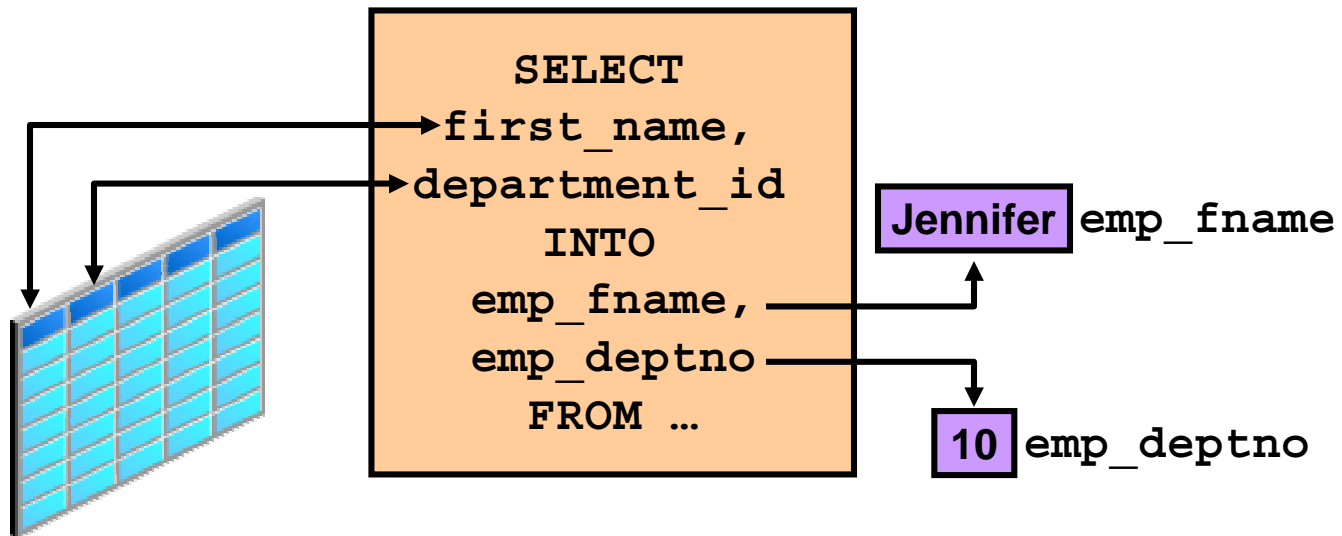 SELECT
first_name,
department_id
INTO
emp_fname,
emp_deptno
FROM …
Jennifer emp_fname
10 emp_deptno